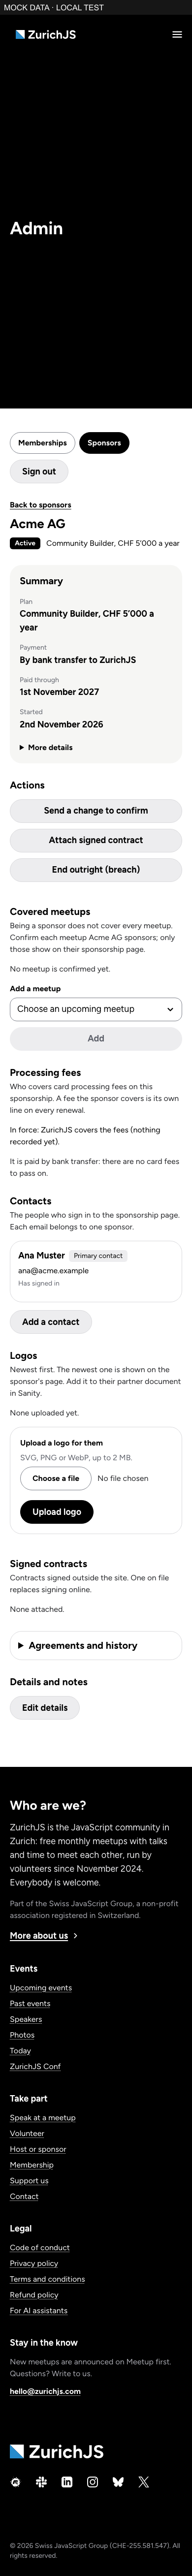 MOCK DATA · LOCAL TEST
ZurichJS
Admin
Memberships
Sponsors
Sign out
Back to sponsors
Acme AG
Active
Community Builder, CHF 5'000 a year
Summary
Plan
Community Builder, CHF 5'000 a
year
Payment
By bank transfer to ZurichJS
Paid through
1st November 2027
Started
2nd November 2026
More details
Actions
Send a change to confirm
Attach signed contract
End outright (breach)
Covered meetups
Being a sponsor does not cover every meetup.
Confirm each meetup Acme AG sponsors; only
those show on their sponsorship page.
No meetup is confirmed yet.
Add a meetup
Choose an upcoming meetup
Add
Processing fees
Who covers card processing fees on this
sponsorship. A fee the sponsor covers is its own
line on every renewal.
In force: ZurichJS covers the fees (nothing
recorded yet).
It is paid by bank transfer: there are no card fees
to pass on.
Contacts
The people who sign in to the sponsorship page.
Each email belongs to one sponsor.
Ana Muster
Primary contact
ana@acme.example
Has signed in
Add a contact
Logos
Newest first. The newest one is shown on the
sponsor's page. Add it to their partner document
in Sanity.
None uploaded yet.
Upload a logo for them
SVG, PNG or WebP, up to 2 MB.
Choose a file
No file chosen
Upload logo
Signed contracts
Contracts signed outside the site. One on file
replaces signing online.
None attached.
Agreements and history
Details and notes
Edit details
Who are we?
ZurichJS is the JavaScript community in
Zurich: free monthly meetups with talks
and time to meet each other, run by
volunteers since November 2024.
Everybody is welcome.
Part of the Swiss JavaScript Group, a non-profit
association registered in Switzerland.
More about us
Events
Upcoming events
Past events
Speakers
Photos
Today
ZurichJS Conf
Take part
Speak at a meetup
Volunteer
Host or sponsor
Membership
Support us
Contact
Legal
Code of conduct
Privacy policy
Terms and conditions
Refund policy
For AI assistants
Stay in the know
New meetups are announced on Meetup first.
Questions? Write to us.
hello@zurichjs.com
ZurichJS
© 2026 Swiss JavaScript Group (CHE-255.581.547). All
rights reserved.